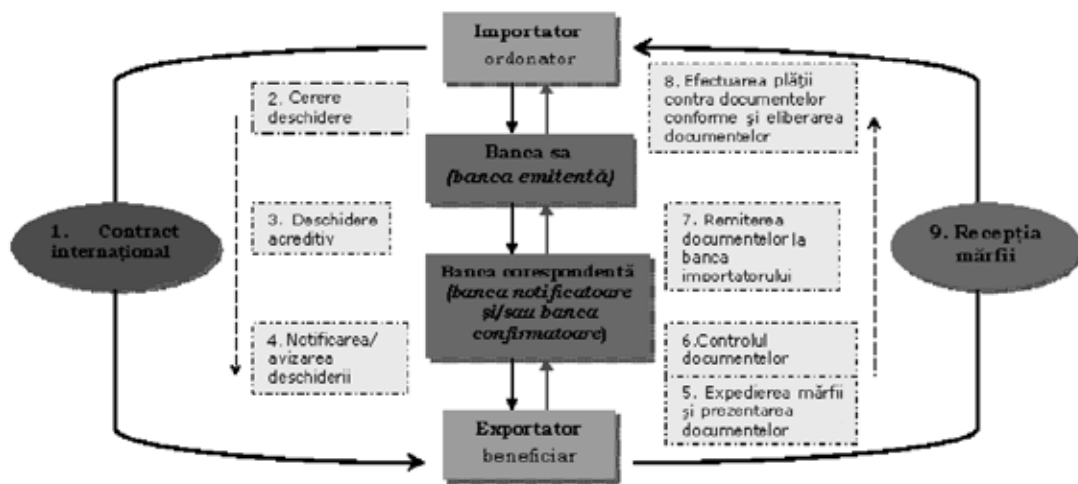 Importator
ordonator
2. Cerere
deschidere
8. Efectuarea plății
contra documentelor
conforme și eliberarea
documentelor
Banca sa
(banca emitentă)
1. Contract
internațional
3. Deschidere
acreditiv
7. Remiterea
documentelor la
banca
importatorului
9. Recepția
mărfii
Banca corespondentă
(banca notificatoare
și/sau banca
confirmatoare)
4. Notificarea/
avizarea
deschiderii
6.Controlul
documentelor
5. Expedierea mărfii
și prezentarea
documentelor
Exportator
beneficiar